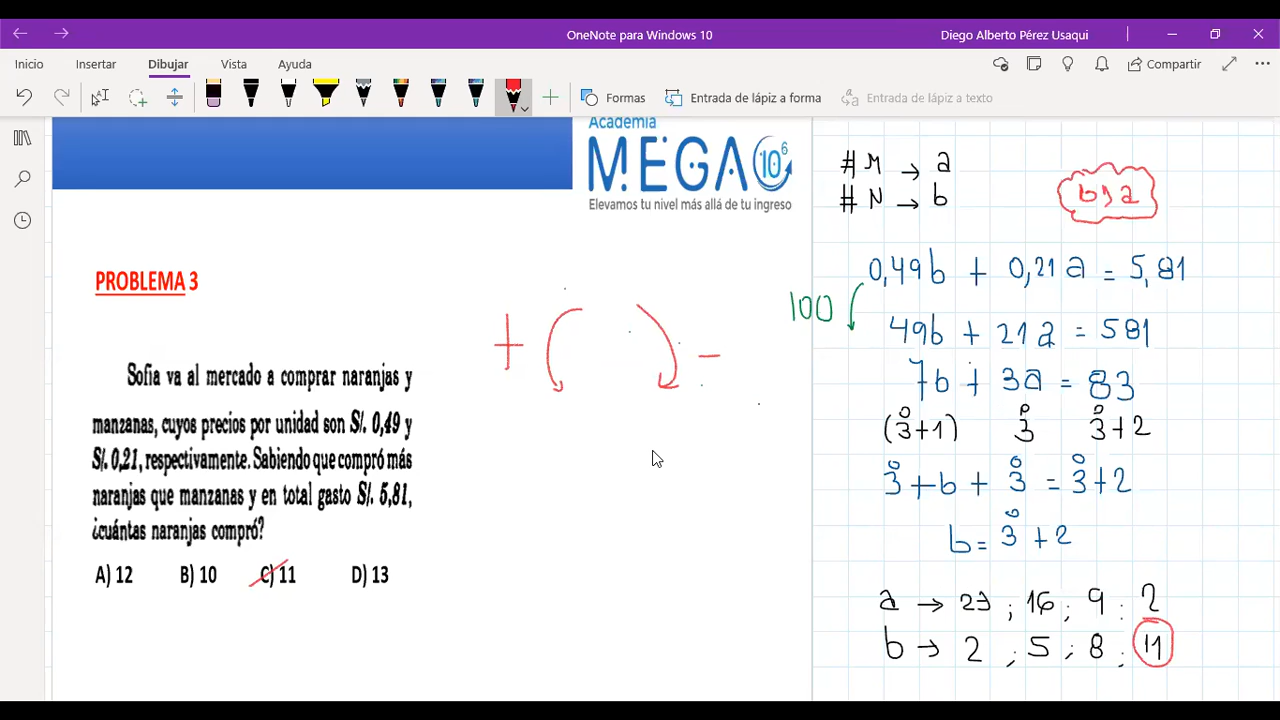 OneNote para Windows 10
Diego Alberto Pérez Usaqui
Inicio Insertar Dibujar Vista Ayuda
Compartir
Formas
Entrada de lápiz a forma
Entrada de lápiz a texto
Academia
MEGA 10⁶
Elevamos tu nivel más allá de tu ingreso
PROBLEMA 3
Sofia va al mercado a comprar naranjas y
manzanas, cuyos precios por unidad son S/. 0,49 y
S/. 0,21, respectivamente. Sabiendo que compró más
naranjas que manzanas y en total gasto S/. 5,81,
¿cuántas naranjas compró?
A) 12 B) 10 C) 11 D) 13
+ −
# M → a
# N → b
b > a
0,49b + 0,21a = 5,81
100
49b + 21a = 581
7b + 3a = 83
(3̊+1) 3̊ 3̊+2
3̊ + b + 3̊ = 3̊+2
b = 3̊ + 2
a → 23 ; 16 ; 9 ; 2
b → 2 ; 5 ; 8 ; 11